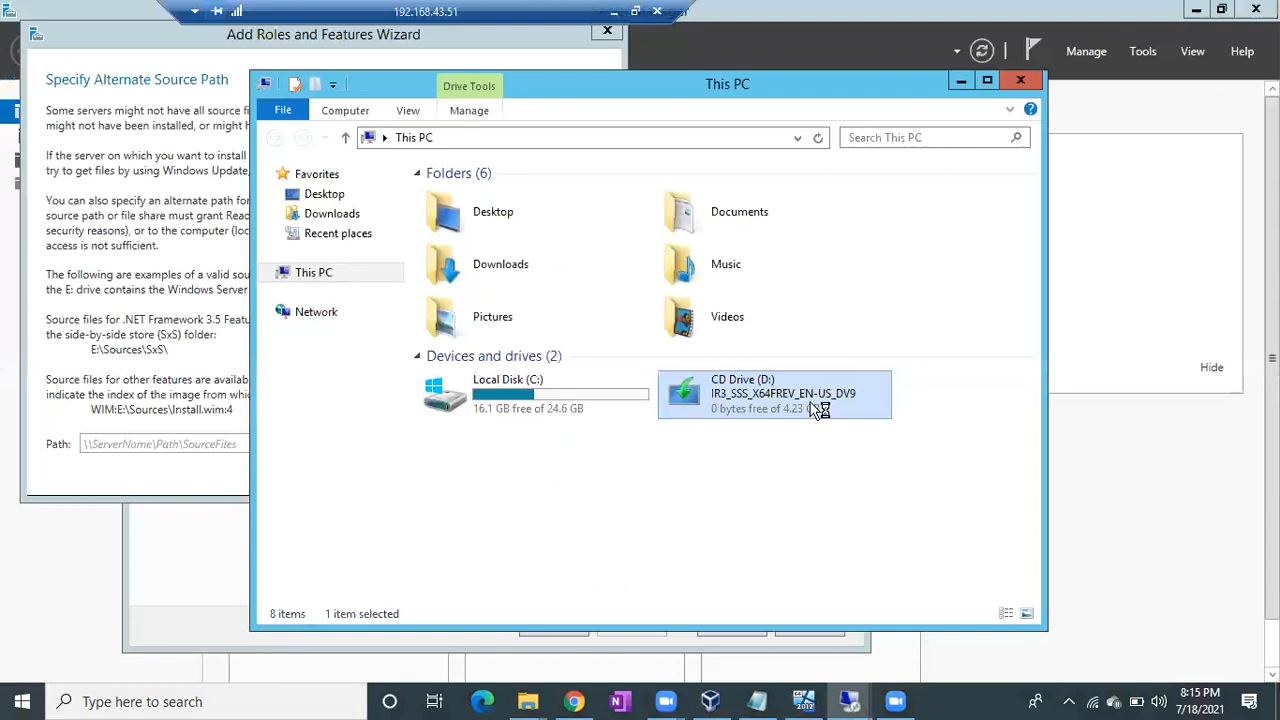 192.168.43.51
Add Roles and Features Wizard
Manage
Tools
View
Help
Specify Alternate Source Path
Some servers might not have all source fi
might not have been installed, or might h
If the server on which you want to install
try to get files by using Windows Update,
You can also specify an alternate path for
source path or file share must grant Read
security reasons), or to the computer (loc
access is not sufficient.
The following are examples of a valid sou
the E: drive contains the Windows Server
Source files for .NET Framework 3.5 Featu
the side-by-side store (SxS) folder:
E:\Sources\SxS\
Source files for other features are availab
indicate the index of the image from whic
WIM:E:\Sources\Install.wim:4
Path:
\\ServerName\Path\SourceFiles
Drive Tools
This PC
File
Computer
View
Manage
This PC
Search This PC
Favorites
Desktop
Downloads
Recent places
This PC
Network
Folders (6)
Desktop
Documents
Downloads
Music
Pictures
Videos
Devices and drives (2)
Local Disk (C:)
16.1 GB free of 24.6 GB
CD Drive (D:)
IR3_SSS_X64FREV_EN-US_DV9
0 bytes free of 4.23
8 items
1 item selected
Hide
Type here to search
2017
8:15 PM
7/18/2021